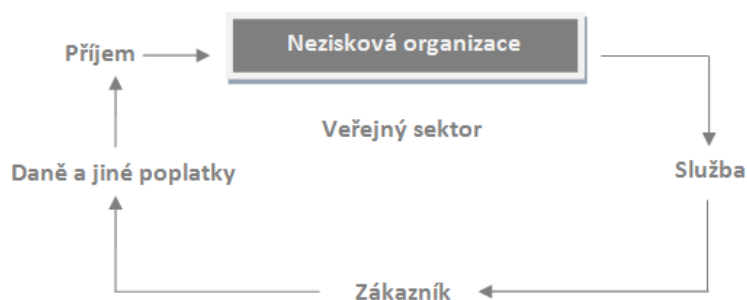 Nezisková organizace
Příjem
Veřejný sektor
Daně a jiné poplatky
Služba
Zákazník